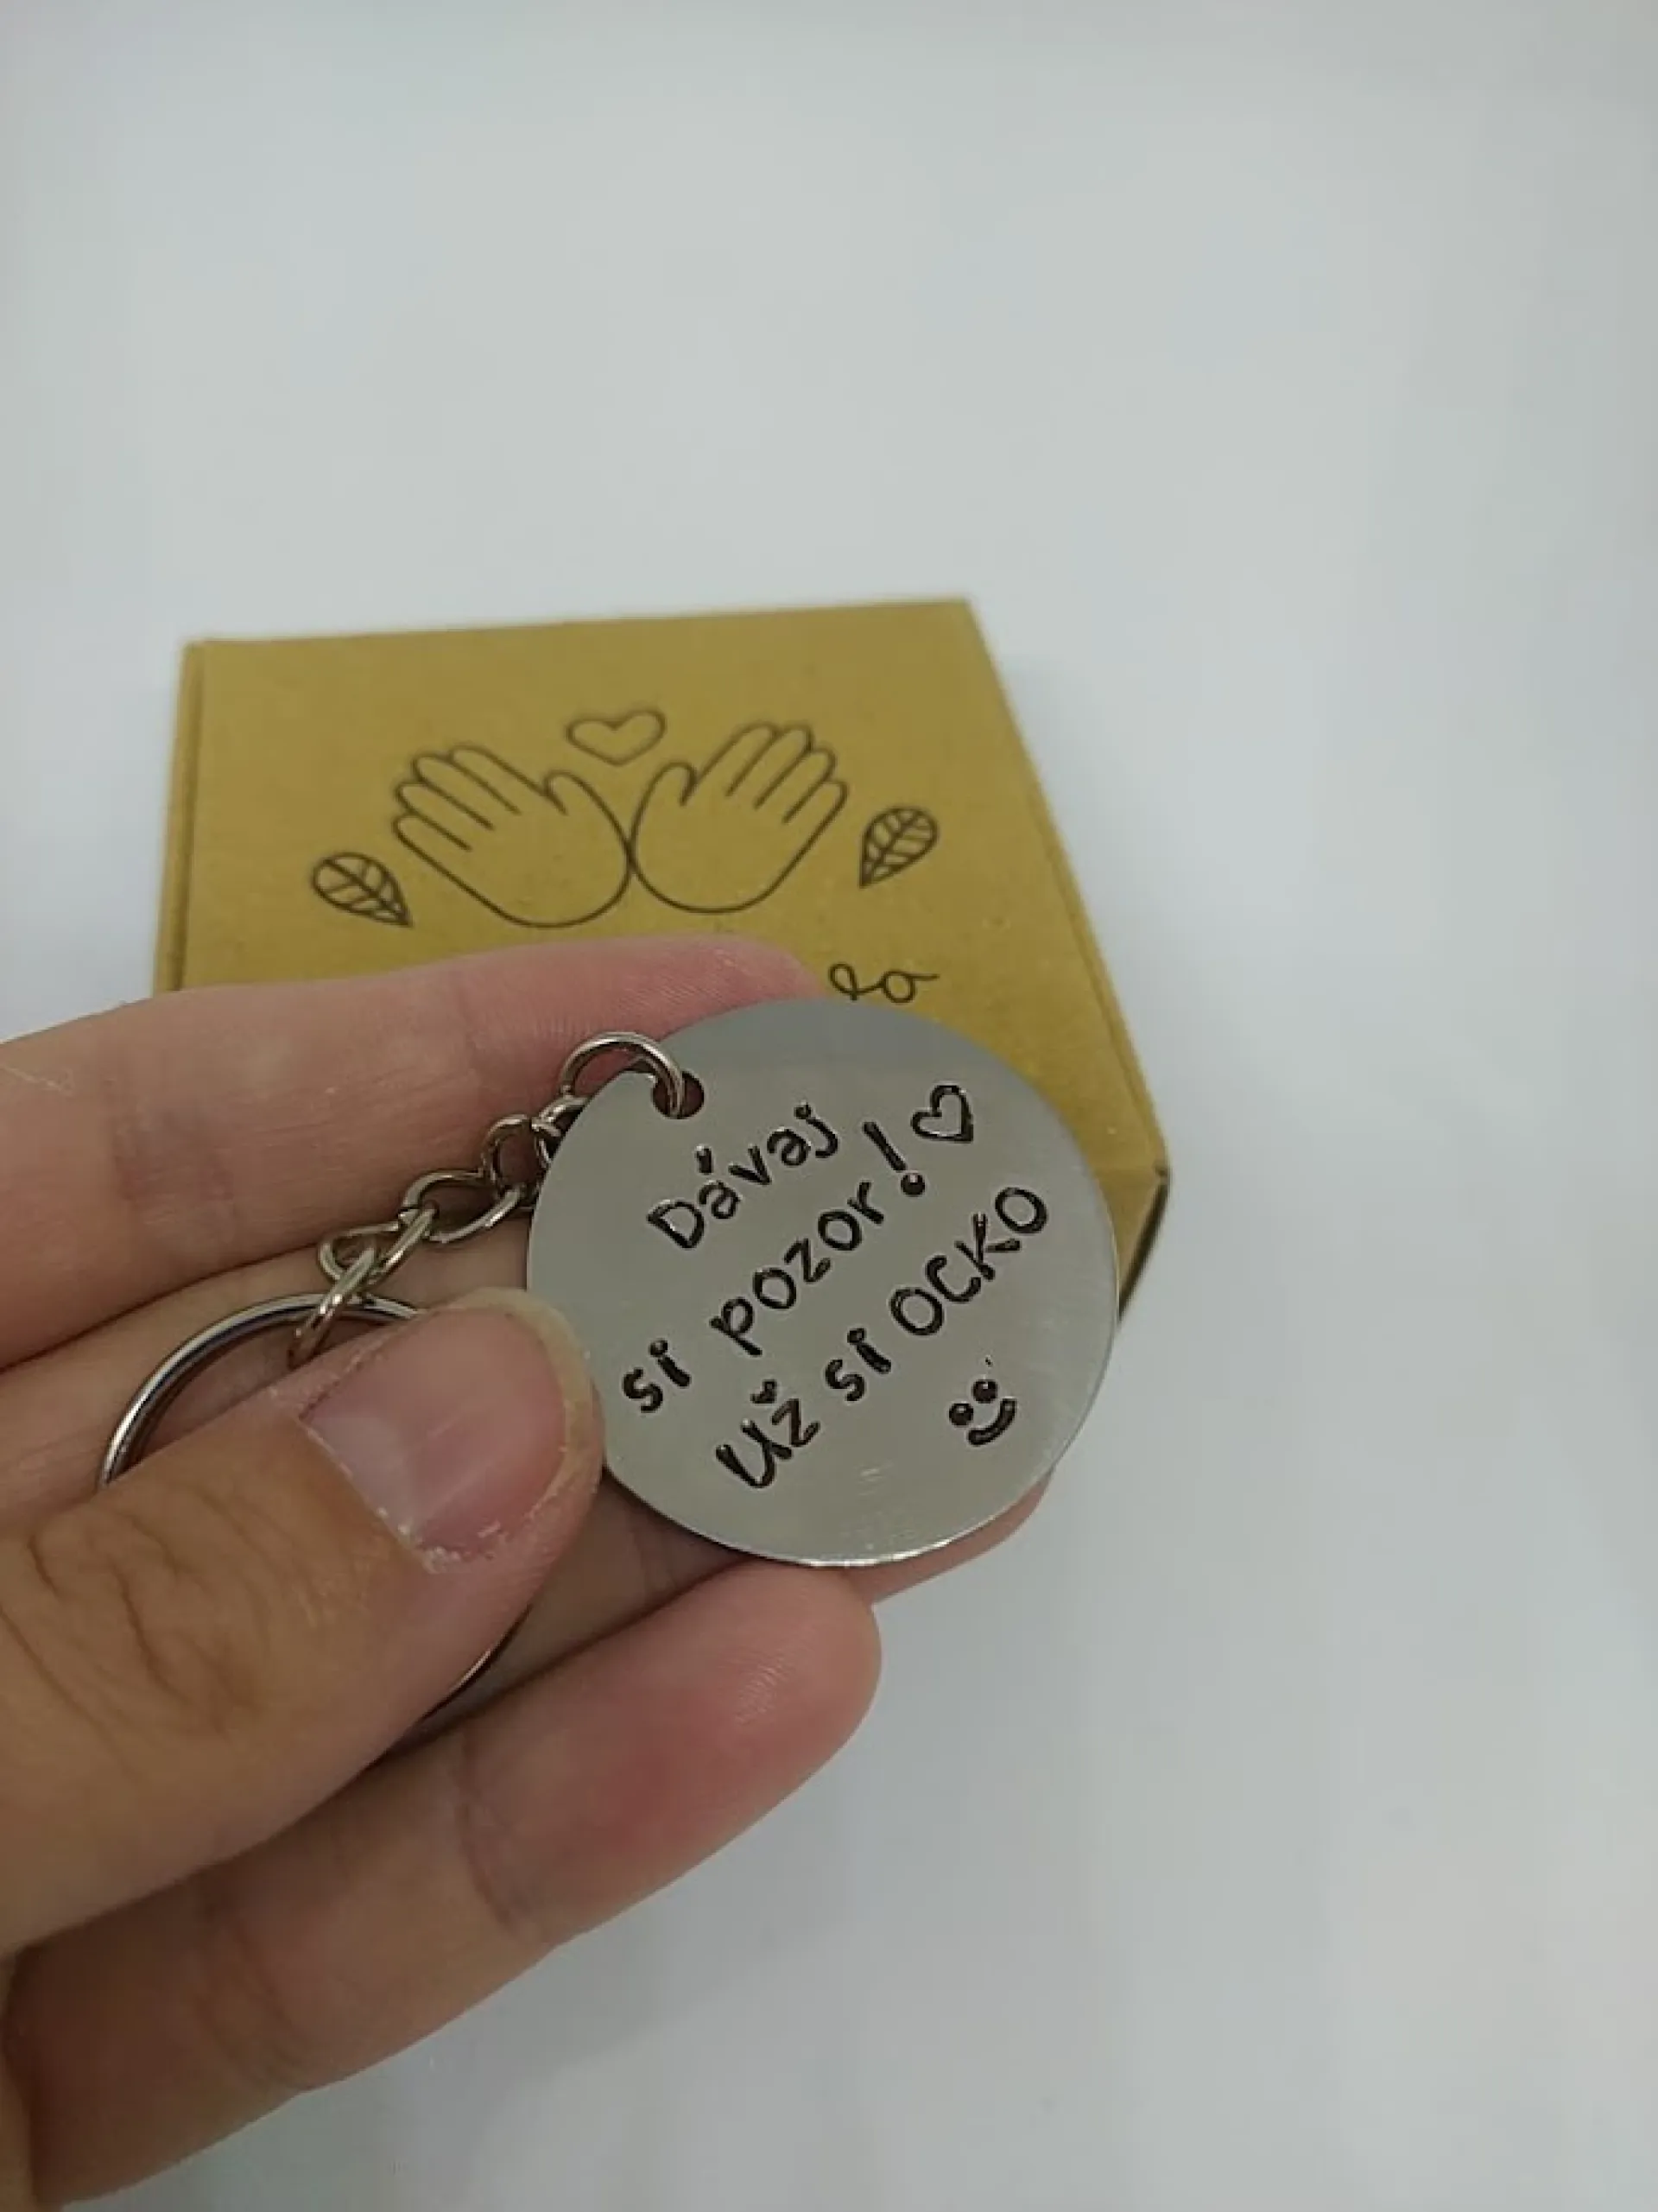 Dávaj
si pozor! ♡
Už si OCKO